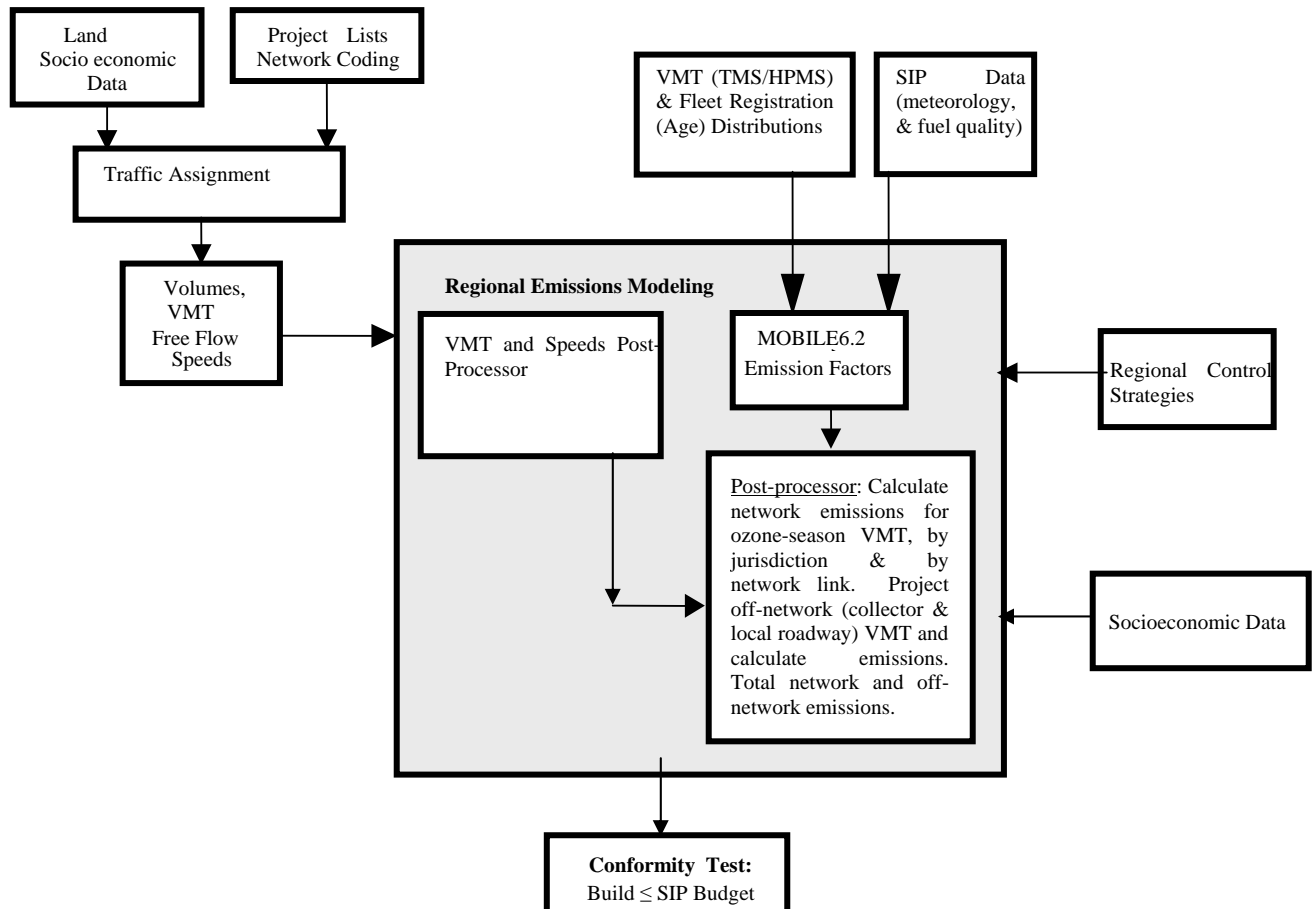 Land
Socio economic
Data
Project Lists
Network Coding
VMT (TMS/HPMS)
& Fleet Registration
(Age) Distributions
SIP Data
(meteorology,
& fuel quality)
Traffic Assignment
Volumes,
VMT
Free Flow
Speeds
Regional Emissions Modeling
VMT and Speeds Post-
Processor
MOBILE6.2
Emission Factors
Regional Control
Strategies
Post-processor: Calculate
network emissions for
ozone-season VMT, by
jurisdiction & by
network link. Project
off-network (collector &
local roadway) VMT and
calculate emissions.
Total network and off-
network emissions.
Socioeconomic Data
Conformity Test:
Build ≤ SIP Budget